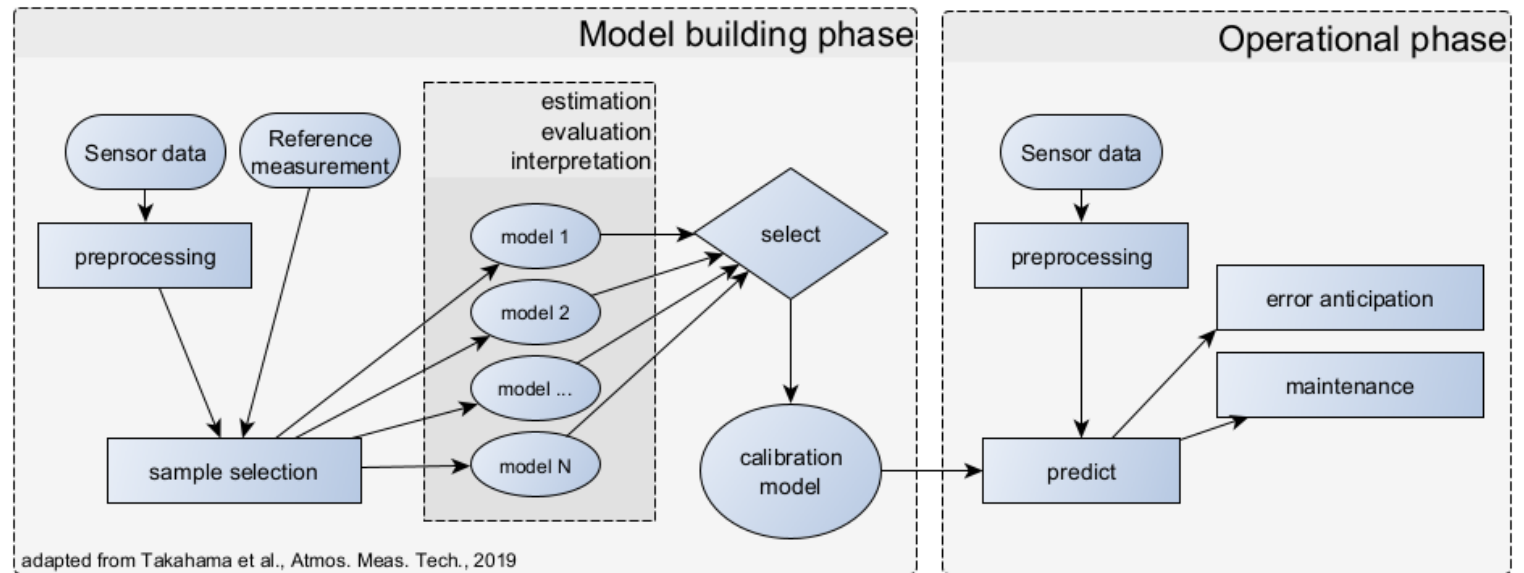 Model building phase
Operational phase
estimation
evaluation
interpretation
Sensor data
Reference
measurement
preprocessing
sample selection
model 1
model 2
model ...
model N
select
calibration
model
Sensor data
preprocessing
error anticipation
maintenance
predict
adapted from Takahama et al., Atmos. Meas. Tech., 2019